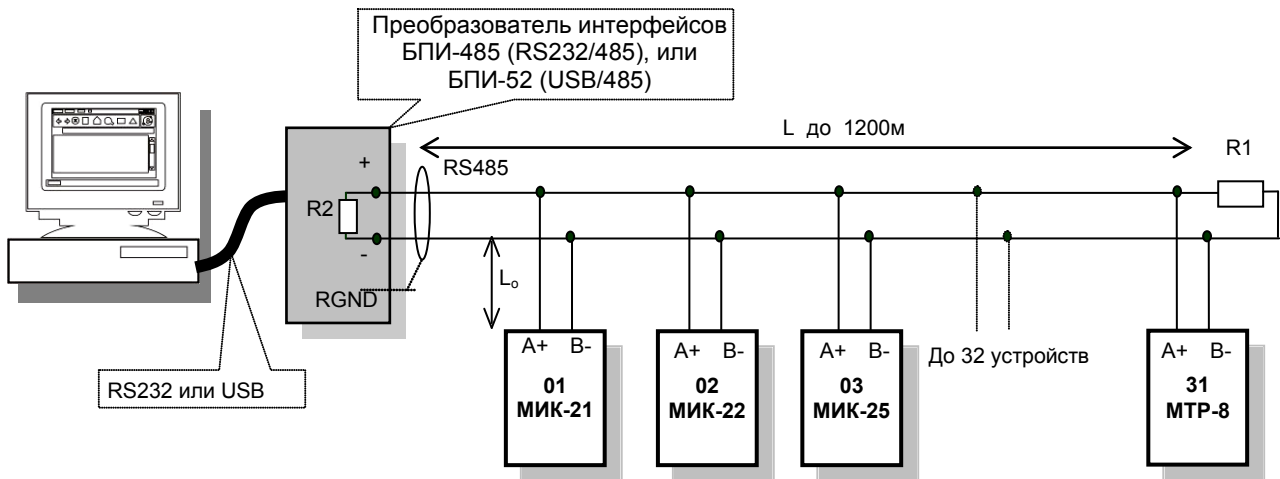 Преобразователь интерфейсов
БПИ-485 (RS232/485), или
БПИ-52 (USB/485)
L до 1200м
R1
+
RS485
R2
-
RGND
Lо
A+ B-
01
МИК-21
A+ B-
02
МИК-22
A+ B-
03
МИК-25
До 32 устройств
A+ B-
31
МТР-8
RS232 или USB